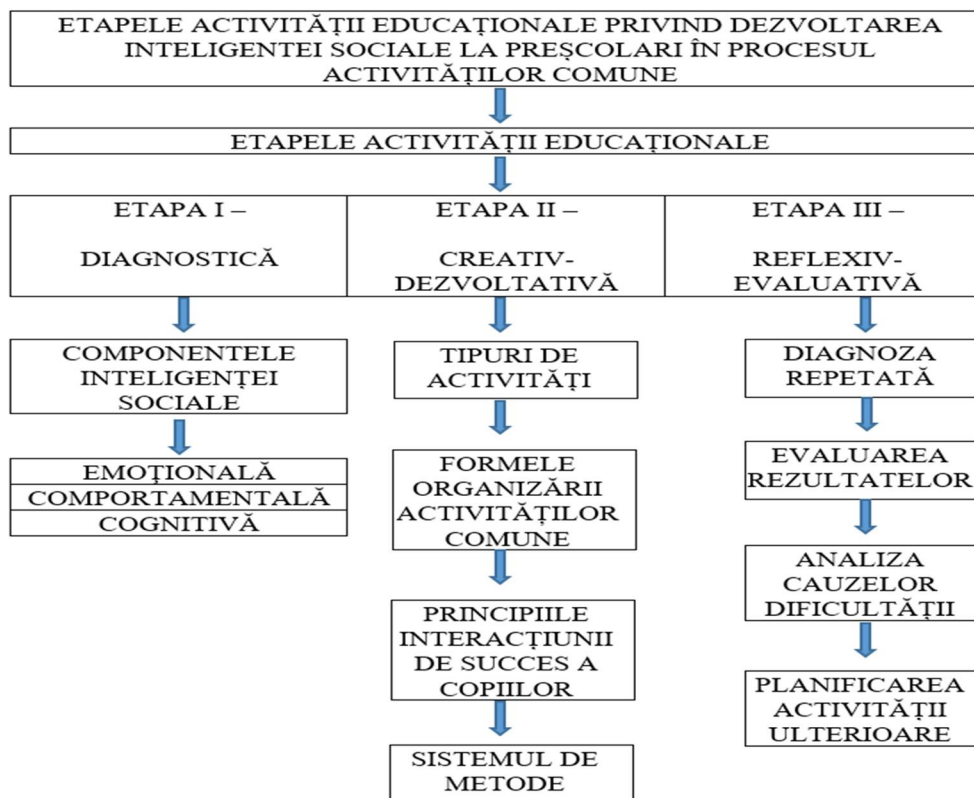 ETAPELE ACTIVITĂȚII EDUCAȚIONALE PRIVIND DEZVOLTAREA
INTELIGENTEI SOCIALE LA PREȘCOLARI ÎN PROCESUL
ACTIVITĂȚILOR COMUNE
ETAPELE ACTIVITĂȚII EDUCAȚIONALE
ETAPA I –
DIAGNOSTICĂ
ETAPA II –
CREATIV-
DEZVOLTATIVĂ
ETAPA III –
REFLEXIV-
EVALUATIVĂ
COMPONENTELE
INTELIGENȚEI
SOCIALE
EMOȚIONALĂ
COMPORTAMENTALĂ
COGNITIVĂ
TIPURI DE
ACTIVITĂȚI
FORMELE
ORGANIZĂRII
ACTIVITĂȚILOR
COMUNE
PRINCIPIILE
INTERACȚIUNII
DE SUCCES A
COPIILOR
SISTEMUL DE
METODE
DIAGNOZA
REPETATĂ
EVALUAREA
REZULTATELOR
ANALIZA
CAUZELOR
DIFICULTĂȚII
PLANIFICAREA
ACTIVITĂȚII
ULTERIOARE